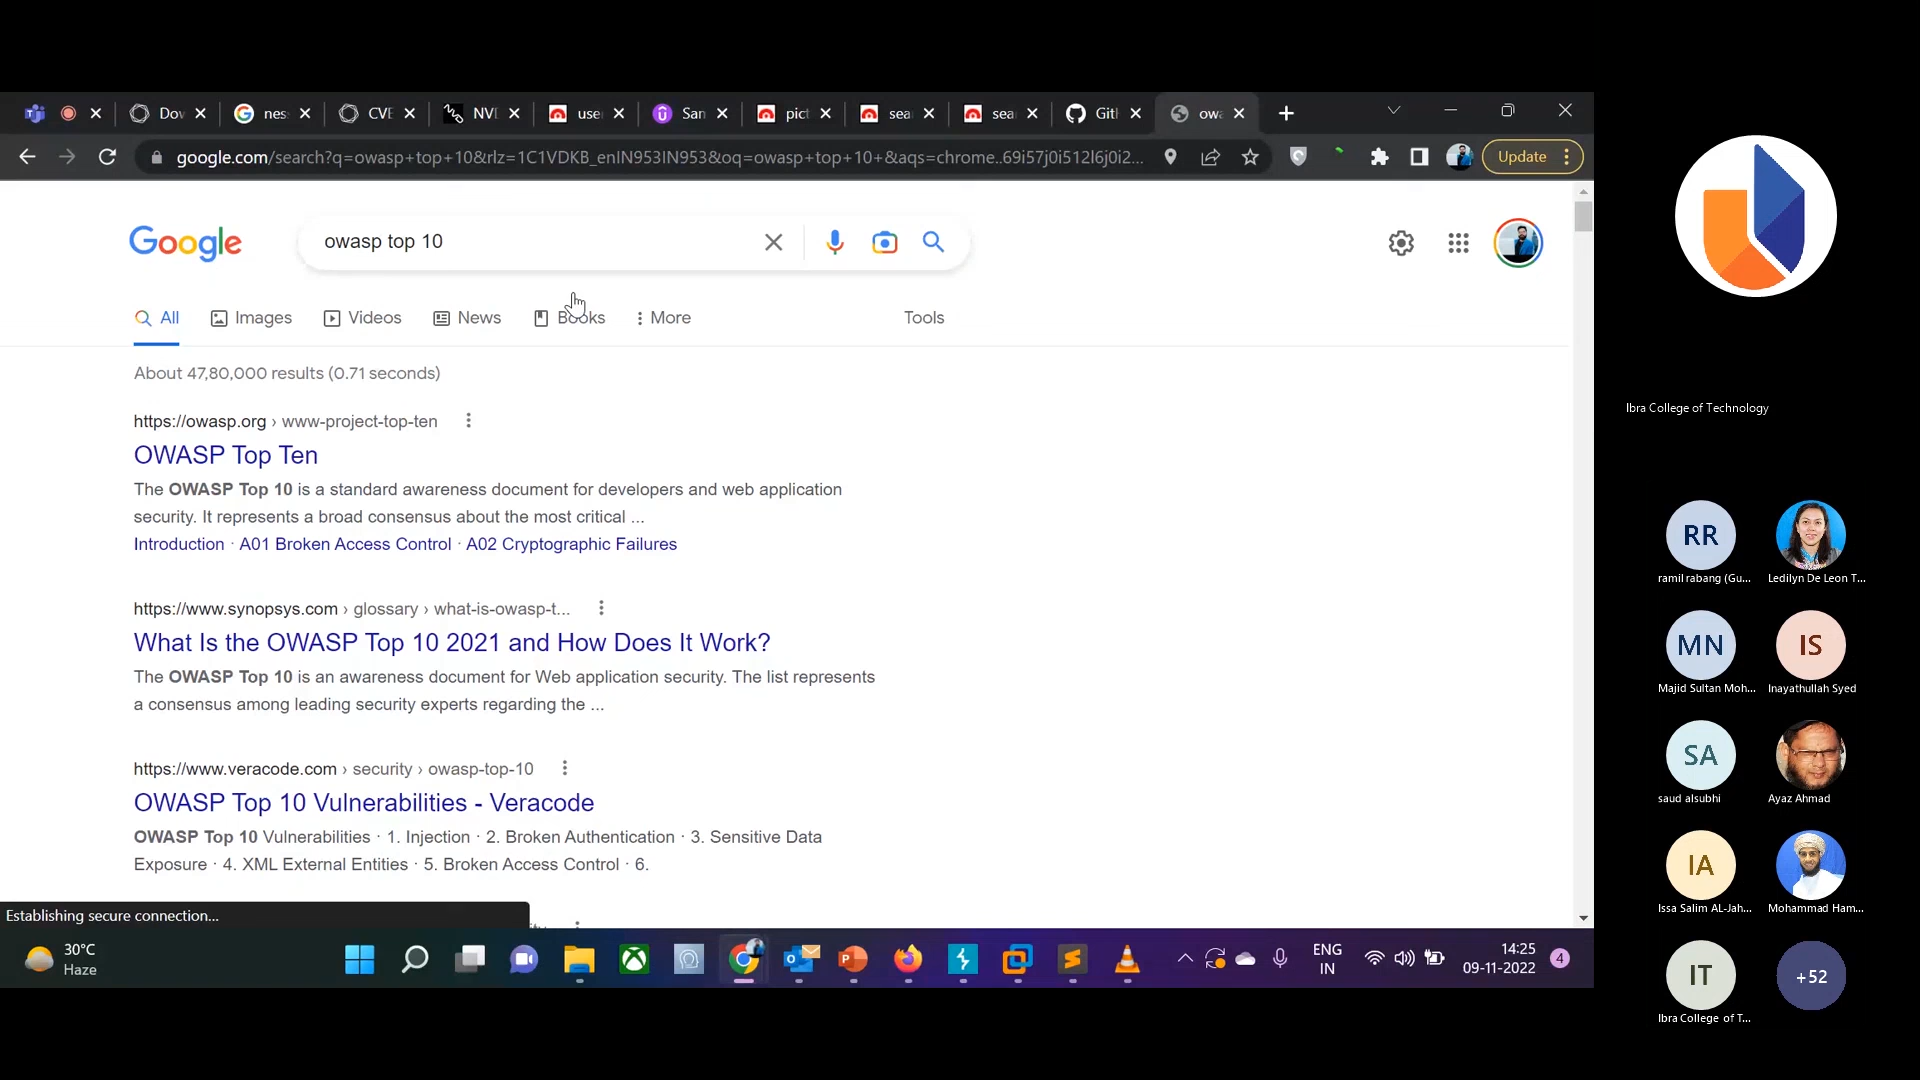 Dov
nes
CVE
NVI
use
San
pict
sea
sea
Gitl
owa
google.com/search?q=owasp+top+10&rlz=1C1VDKB_enIN953IN953&oq=owasp+top+10+&aqs=chrome..69i57j0i512l6j0i2...
Update
Google
owasp top 10
All
Images
Videos
News
Books
More
Tools
About 47,80,000 results (0.71 seconds)
https://owasp.org › www-project-top-ten
OWASP Top Ten
The OWASP Top 10 is a standard awareness document for developers and web application
security. It represents a broad consensus about the most critical ...
Introduction · A01 Broken Access Control · A02 Cryptographic Failures
https://www.synopsys.com › glossary › what-is-owasp-t...
What Is the OWASP Top 10 2021 and How Does It Work?
The OWASP Top 10 is an awareness document for Web application security. The list represents
a consensus among leading security experts regarding the ...
https://www.veracode.com › security › owasp-top-10
OWASP Top 10 Vulnerabilities - Veracode
OWASP Top 10 Vulnerabilities · 1. Injection · 2. Broken Authentication · 3. Sensitive Data
Exposure · 4. XML External Entities · 5. Broken Access Control · 6.
Establishing secure connection...
30°C
Haze
ENG
IN
14:25
09-11-2022
4
Ibra College of Technology
RR
ramil rabang (Gu...
Ledilyn De Leon T...
MN
Majid Sultan Moh...
IS
Inayathullah Syed
SA
saud alsubhi
Ayaz Ahmad
IA
Issa Salim AL-Jah...
Mohammad Ham...
IT
Ibra College of T...
+52